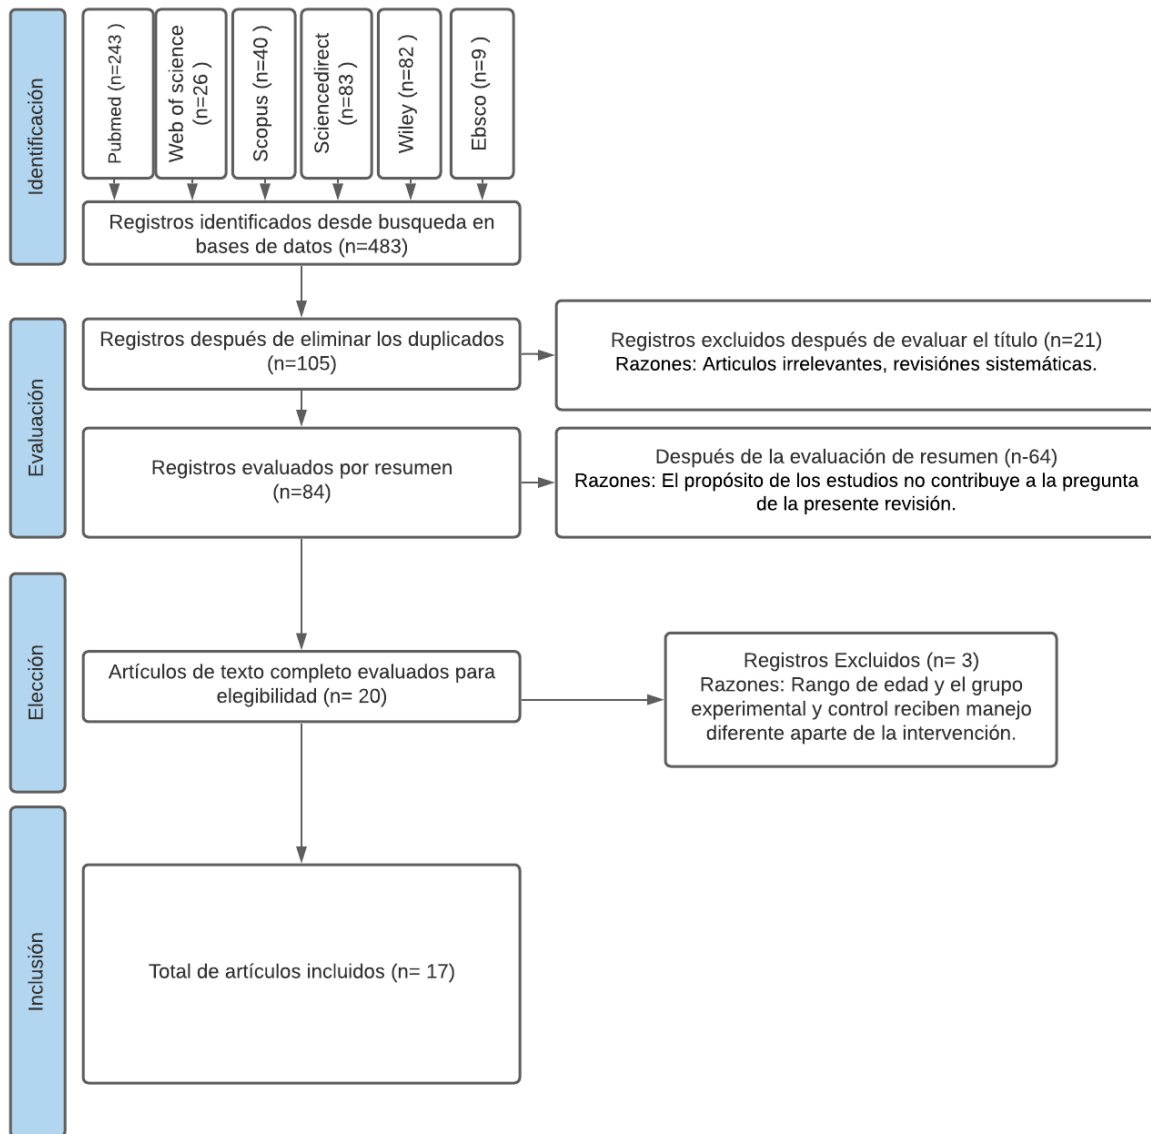 Identificación
Pubmed (n=243 )
Web of science
(n=26 )
Scopus (n=40 )
Sciencedirect
(n=83 )
Wiley (n=82 )
Ebsco (n=9 )
Registros identificados desde busqueda en
bases de datos (n=483)
Evaluación
Registros después de eliminar los duplicados
(n=105)
Registros excluidos después de evaluar el título (n=21)
Razones: Articulos irrelevantes, revisiónes sistemáticas.
Registros evaluados por resumen
(n=84)
Después de la evaluación de resumen (n-64)
Razones: El propósito de los estudios no contribuye a la pregunta
de la presente revisión.
Elección
Artículos de texto completo evaluados para
elegibilidad (n= 20)
Registros Excluidos (n= 3)
Razones: Rango de edad y el grupo
experimental y control reciben manejo
diferente aparte de la intervención.
Inclusión
Total de artículos incluidos (n= 17)